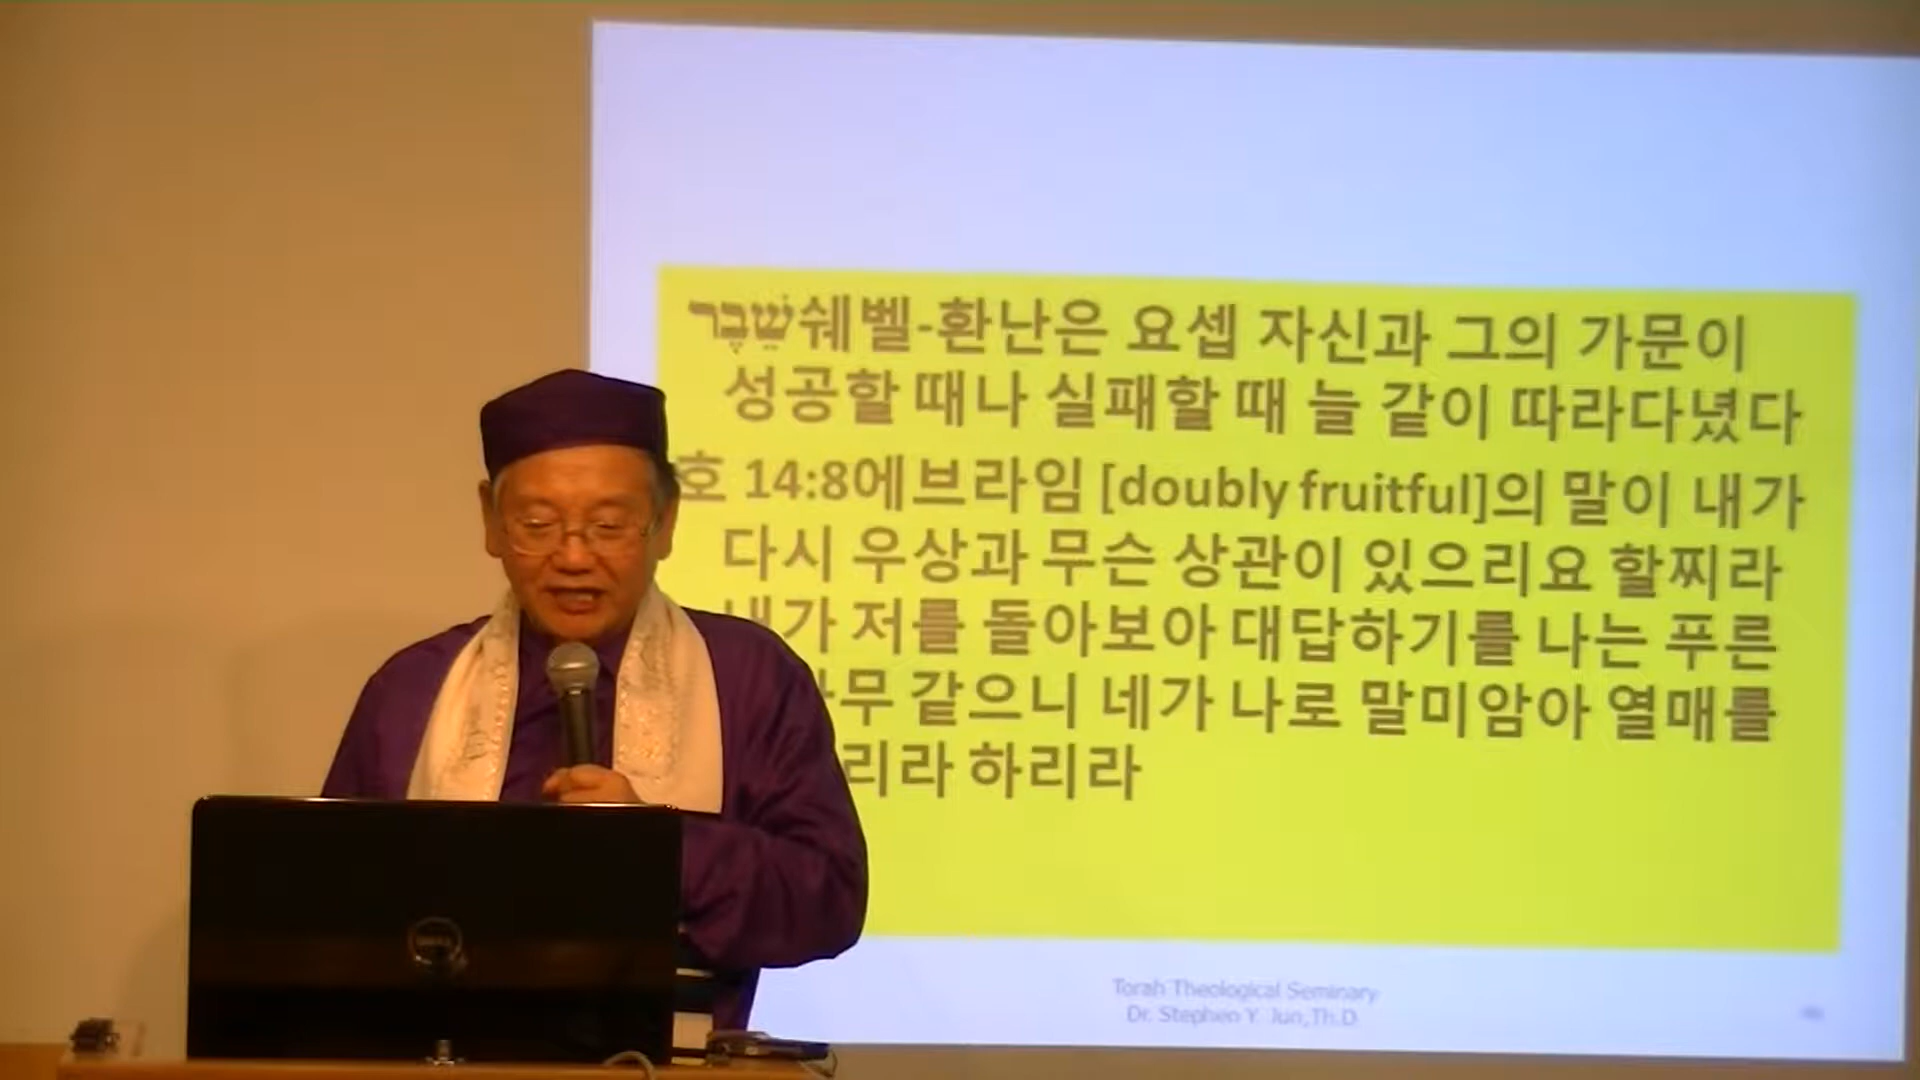 שֵׁבֶר쉐벨-환난은 요셉 자신과 그의 가문이
성공할 때나 실패할 때 늘 같이 따라다녔다
호 14:8에브라임 [doubly fruitful]의 말이 내가
다시 우상과 무슨 상관이 있으리요 할찌라
내가 저를 돌아보아 대답하기를 나는 푸른
같으니 네가 나로 말미암아 열매를
하리라
Torah Theological Seminary
Dr. Stephen Y. Jun,Th.D.
DELL